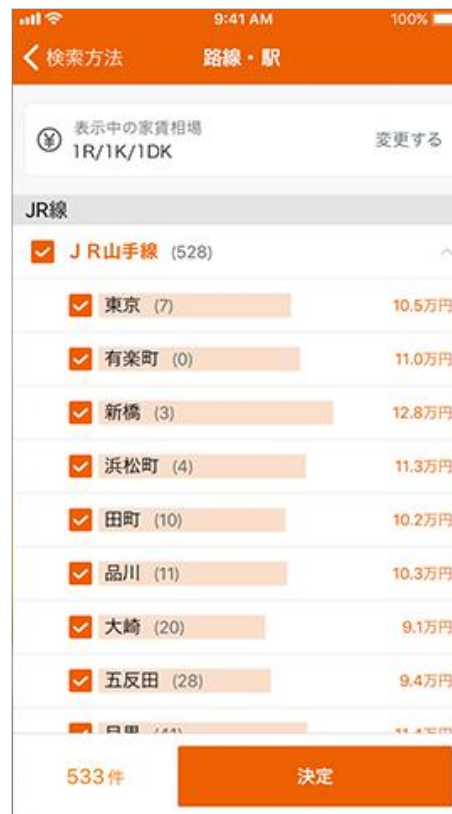 9:41 AM
100%
検索方法
路線・駅
表示中の家賃相場
1R/1K/1DK
変更する
JR線
ＪＲ山手線 (528)
東京 (7) 10.5万円
有楽町 (0) 11.0万円
新橋 (3) 12.8万円
浜松町 (4) 11.3万円
田町 (10) 10.2万円
品川 (11) 10.3万円
大崎 (20) 9.1万円
五反田 (28) 9.4万円
533件
決定